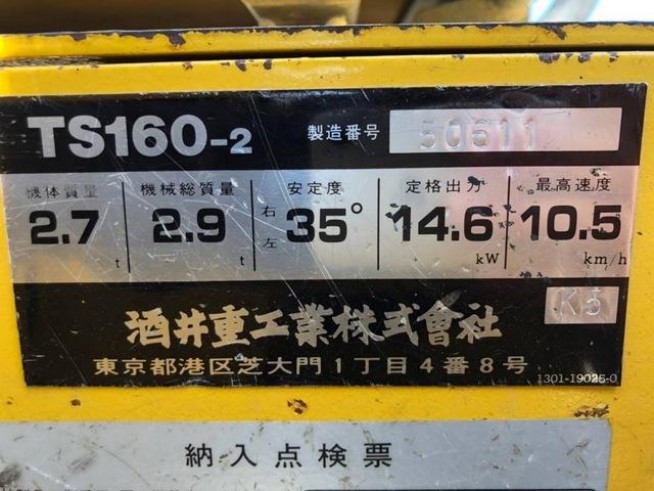 TS160-2 製造番号 50611
機体質量 機械総質量 安定度 定格出力 最高速度
2.7 t 2.9 t 右左 35° 14.6 kW 10.5 km/h
K5
酒井重工業株式會社
東京都港区芝大門1丁目4番8号
1301-19025-0
納入点検票